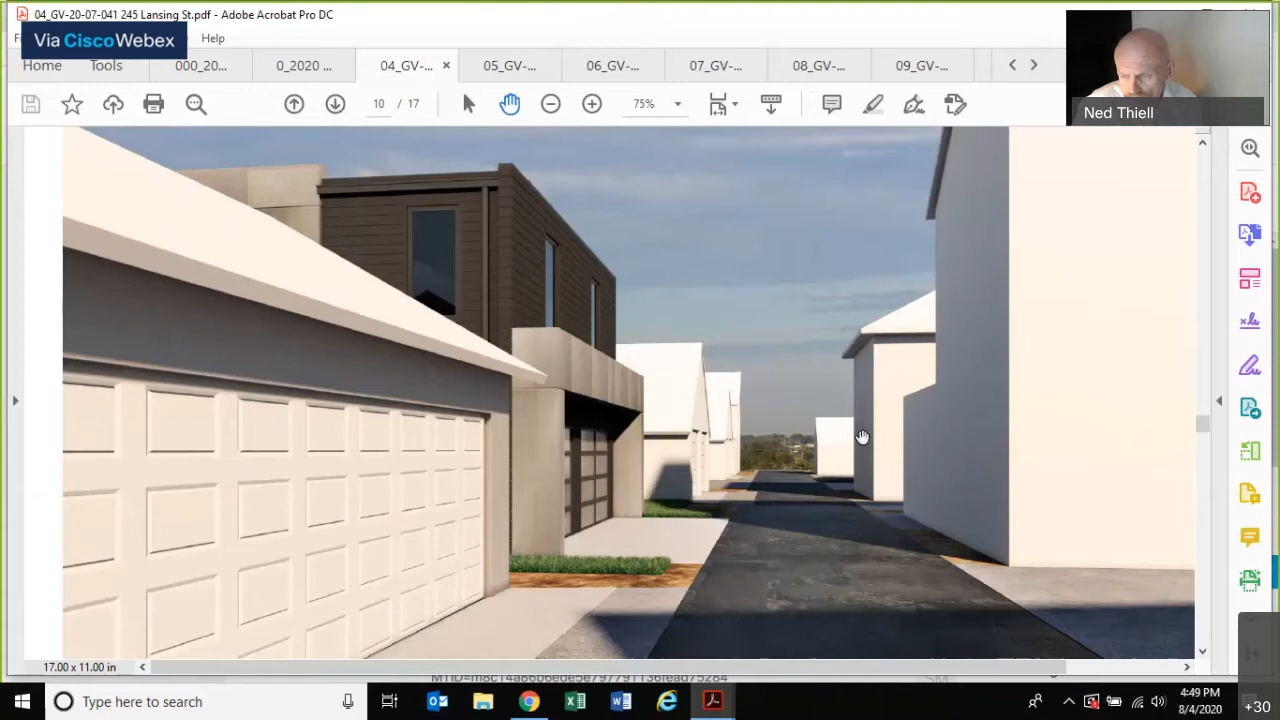 04_GV-20-07-041 245 Lansing St.pdf - Adobe Acrobat Pro DC
Via CiscoWebex
Help
Home Tools 000_20... 0_2020 ... 04_GV-... × 05_GV-... 06_GV-... 07_GV-... 08_GV-... 09_GV-...
10 / 17 75%
Ned Thiell
17.00 x 11.00 in
Type here to search
4:49 PM
8/4/2020
+30